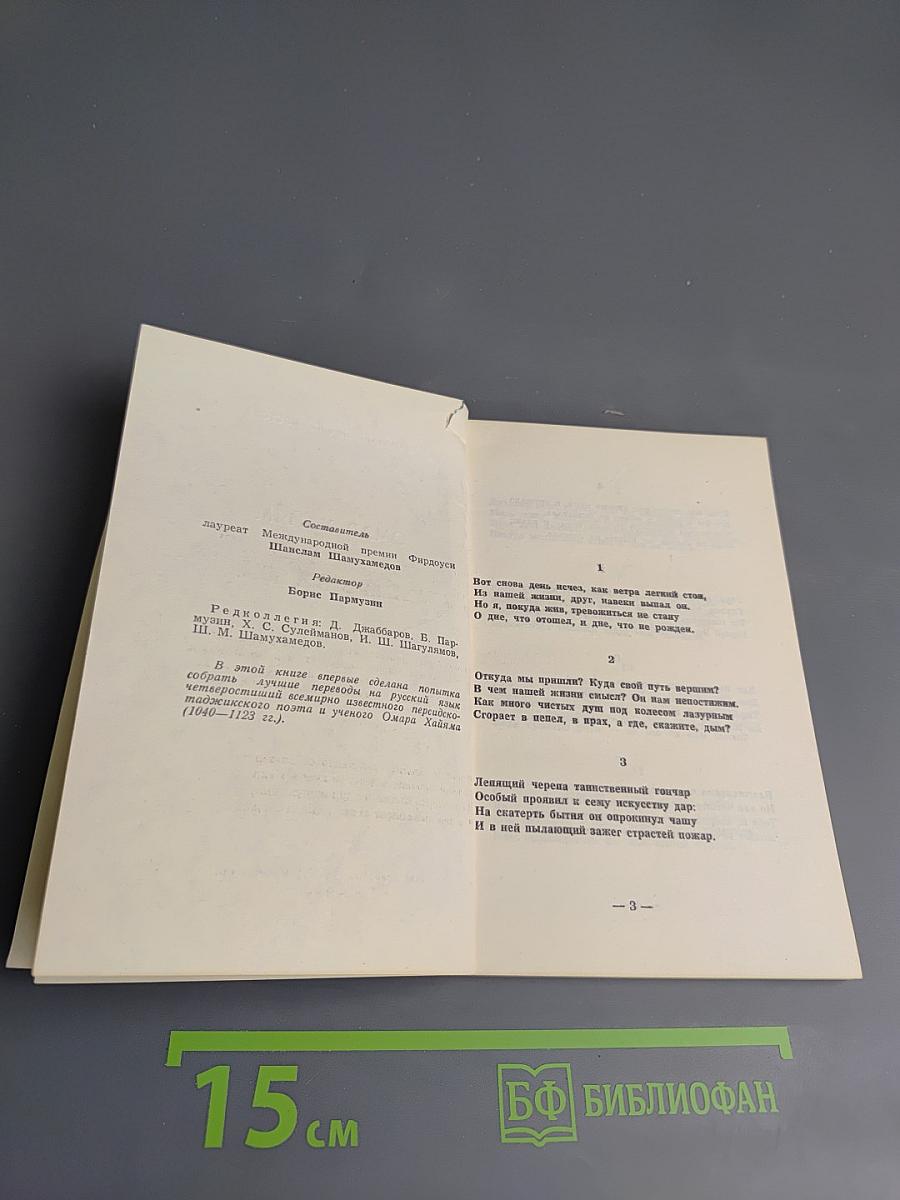 Составитель
лауреат Международной премии Фирдоуси
Шаислам Шамухамедов
Редактор
Борис Пармузин
Редколлегия: Д. Джаббаров, Б. Пар-
музин, Х. С. Сулейманов, И. Ш. Шагулямов,
Ш. М. Шамухамедов.
В этой книге впервые сделана попытка
собрать лучшие переводы на русский язык
четверостиший всемирно известного персидско-
таджикского поэта и ученого Омара Хайяма
(1040—1123 гг.).
1
Вот снова день исчез, как ветра легкий стон,
Из нашей жизни, друг, навеки выпал он.
Но я, покуда жив, тревожиться не стану
О дне, что отошел, и дне, что не рожден.
2
Откуда мы пришли? Куда свой путь вершим?
В чем нашей жизни смысл? Он нам непостижим.
Как много чистых душ под колесом лазурным
Сгорает в пепел, в прах, а где, скажите, дым?
3
Лепящий черепа таинственный гончар
Особый проявил к сему искусству дар:
На скатерть бытия он опрокинул чашу
И в ней пылающий зажег страстей пожар.
— 3 —
15 см
БФ БИБЛИОФАН